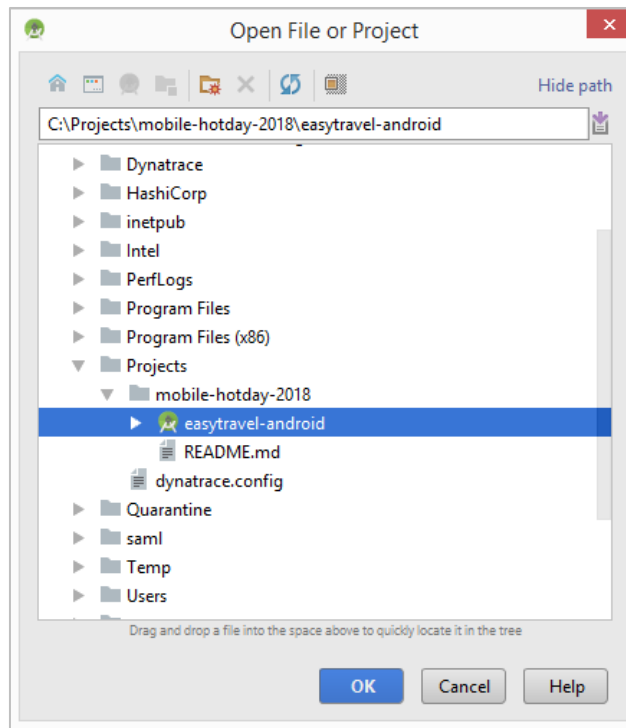 Open File or Project
Hide path
C:\Projects\mobile-hotday-2018\easytravel-android
Dynatrace
HashiCorp
inetpub
Intel
PerfLogs
Program Files
Program Files (x86)
Projects
mobile-hotday-2018
easytravel-android
README.md
dynatrace.config
Quarantine
saml
Temp
Users
Drag and drop a file into the space above to quickly locate it in the tree
OK Cancel Help